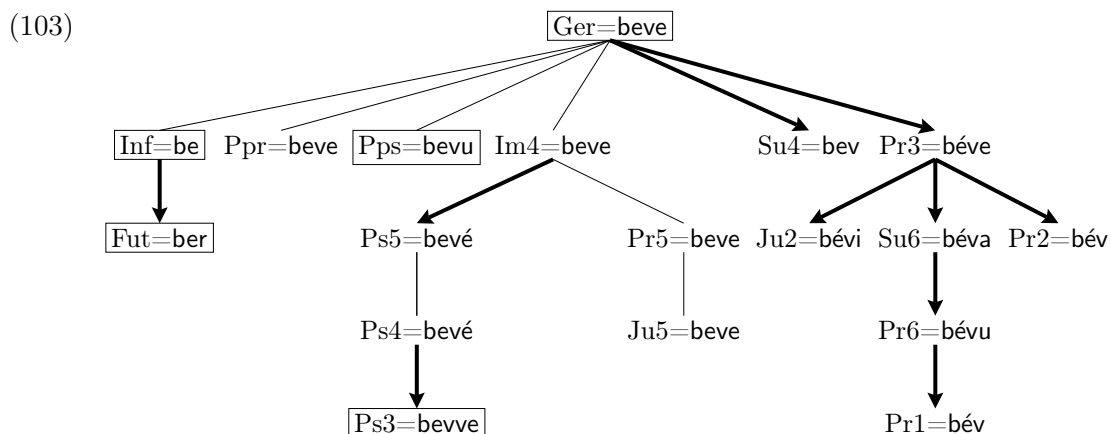 (103) Ger=beve
Inf=be Ppr=beve Pps=bevu Im4=beve Su4=bev Pr3=béve
Fut=ber Ps5=bevé Pr5=beve Ju2=bévi Su6=béva Pr2=bév
Ps4=bevé Ju5=beve Pr6=bévu
Ps3=bevve Pr1=bév